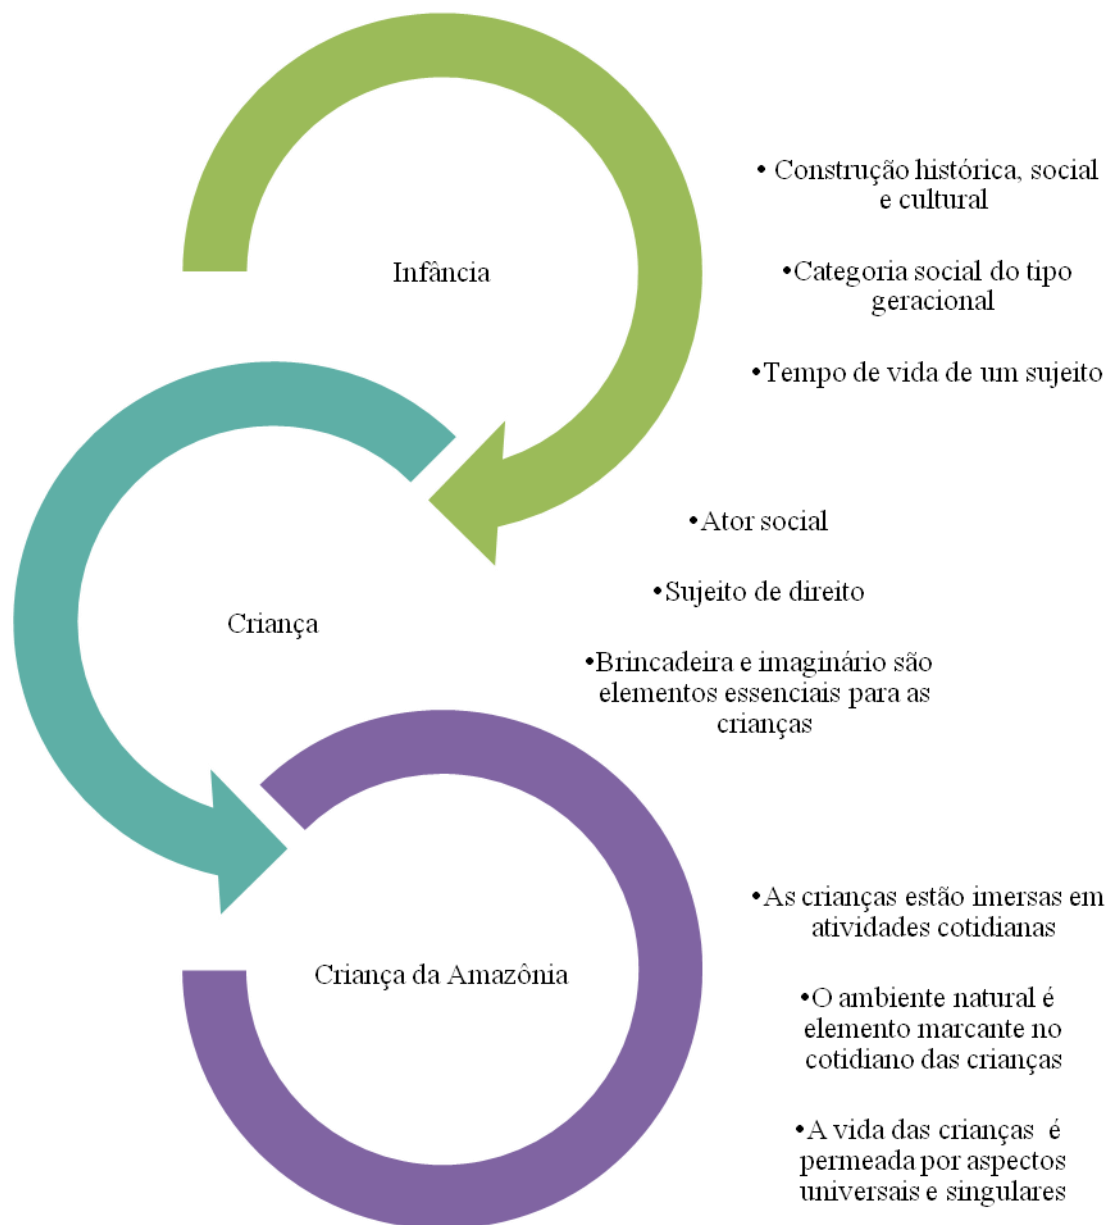 Infância
• Construção histórica, social
e cultural
•Categoria social do tipo
geracional
•Tempo de vida de um sujeito
Criança
•Ator social
•Sujeito de direito
•Brincadeira e imaginário são
elementos essenciais para as
crianças
Criança da Amazônia
•As crianças estão imersas em
atividades cotidianas
•O ambiente natural é
elemento marcante no
cotidiano das crianças
•A vida das crianças é
permeada por aspectos
universais e singulares